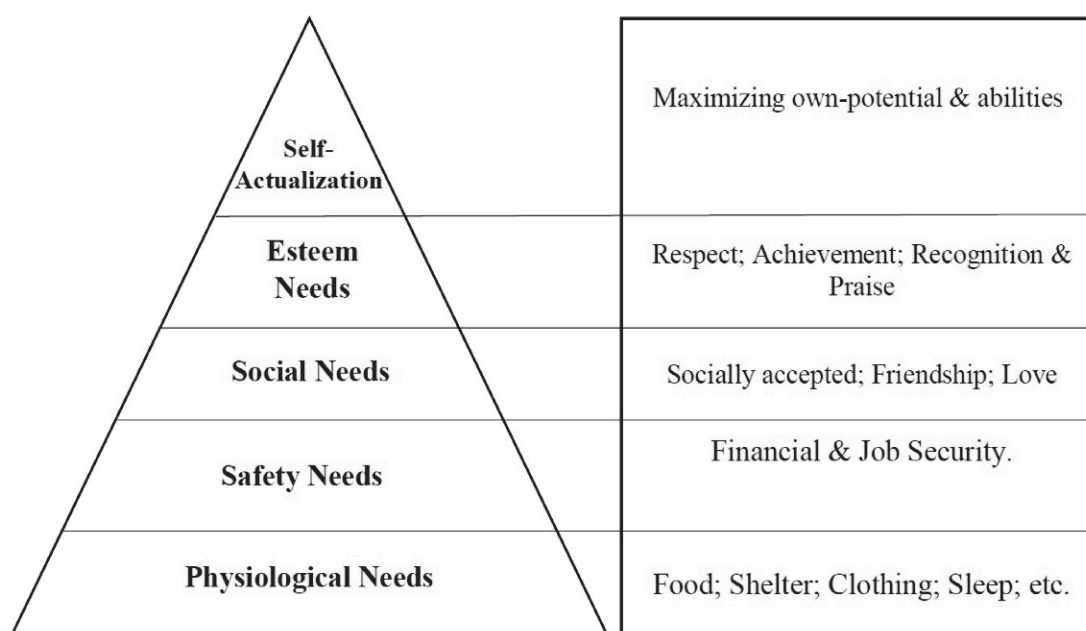 Maximizing own-potential & abilities
Self-
Actualization
Esteem
Needs
Respect; Achievement; Recognition &
Praise
Social Needs
Socially accepted; Friendship; Love
Safety Needs
Financial & Job Security.
Physiological Needs
Food; Shelter; Clothing; Sleep; etc.